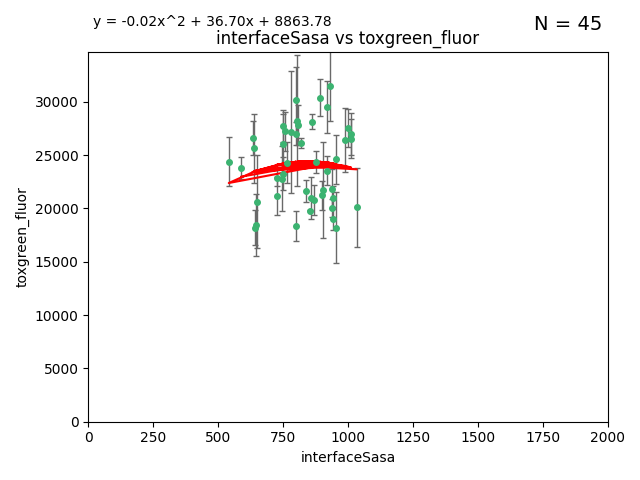 y = -0.02x^2 + 36.70x + 8863.78
N = 45
interfaceSasa vs toxgreen_fluor
toxgreen_fluor
30000
25000
20000
15000
10000
5000
0
0 250 500 750 1000 1250 1500 1750 2000
interfaceSasa